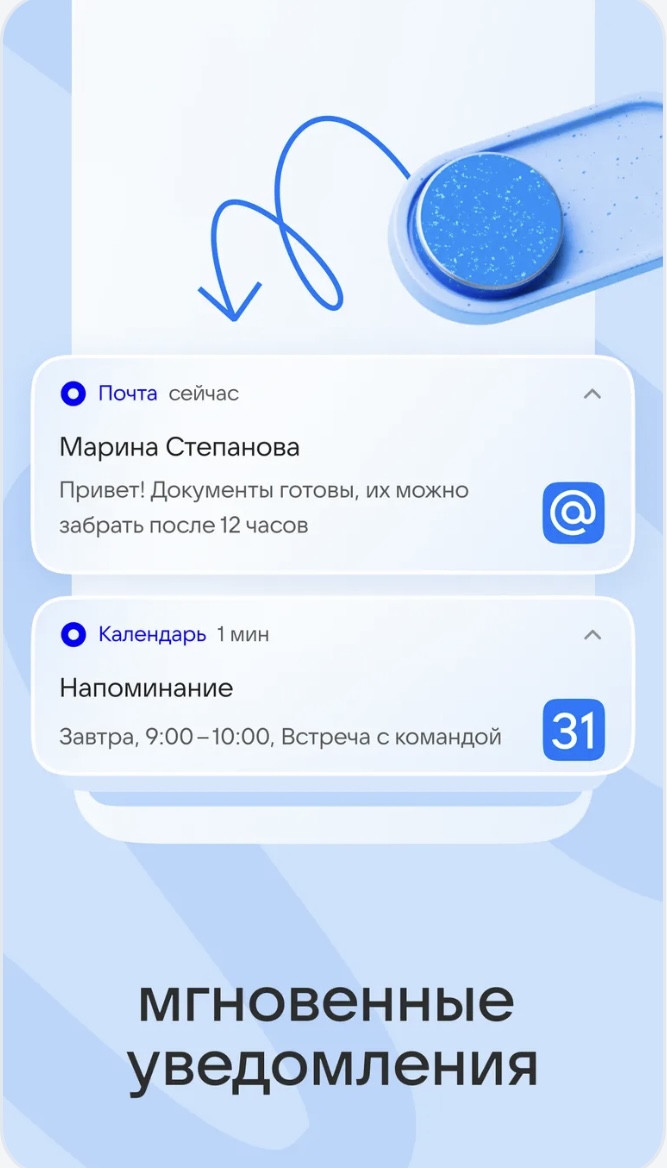 Почта сейчас
Марина Степанова
Привет! Документы готовы, их можно
забрать после 12 часов
@
Календарь 1 мин
Напоминание
Завтра, 9:00–10:00, Встреча с командой
31
мгновенные
уведомления